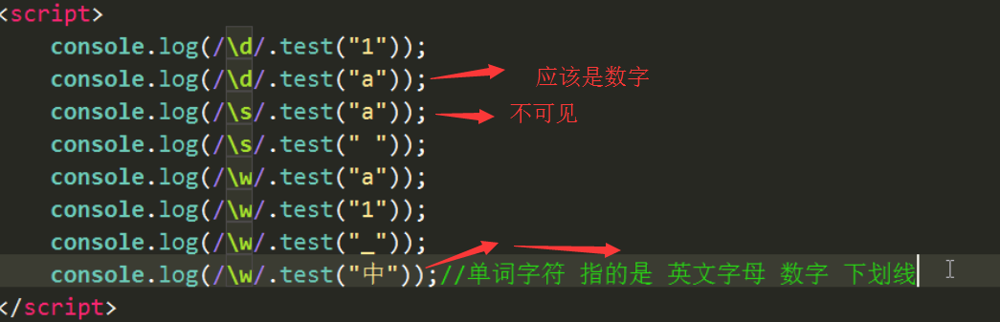 <script>
console.log(/\d/.test("1"));
console.log(/\d/.test("a")); 应该是数字
console.log(/\s/.test("a")); 不可见
console.log(/\s/.test(" "));
console.log(/\w/.test("a"));
console.log(/\w/.test("1"));
console.log(/\w/.test("_"));
console.log(/\w/.test("中"));//单词字符 指的是 英文字母 数字 下划线
</script>